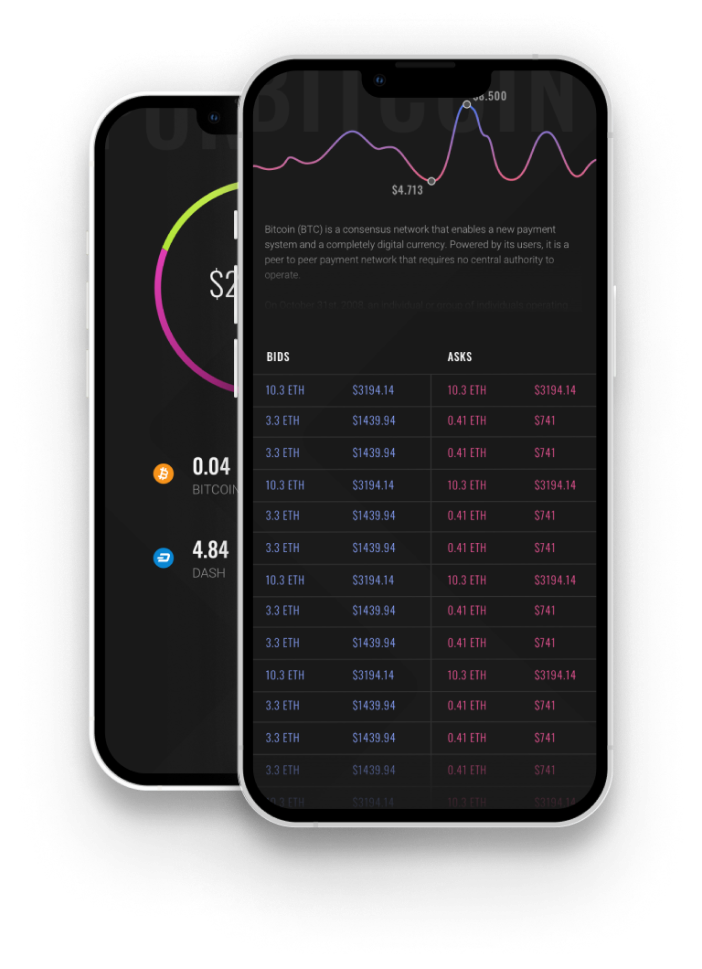 BITCOIN
$4.713
Bitcoin (BTC) is a consensus network that enables a new payment
system and a completely digital currency. Powered by its users, it is a
peer to peer payment network that requires no central authority to
operate.
BIDS ASKS
10.3 ETH $3194.14 10.3 ETH $3194.14
3.3 ETH $1439.94 0.41 ETH $741
3.3 ETH $1439.94 0.41 ETH $741
10.3 ETH $3194.14 10.3 ETH $3194.14
3.3 ETH $1439.94 0.41 ETH $741
3.3 ETH $1439.94 0.41 ETH $741
10.3 ETH $3194.14 10.3 ETH $3194.14
3.3 ETH $1439.94 0.41 ETH $741
3.3 ETH $1439.94 0.41 ETH $741
10.3 ETH $3194.14 10.3 ETH $3194.14
3.3 ETH $1439.94 0.41 ETH $741
3.3 ETH $1439.94 0.41 ETH $741
3.3 ETH $1439.94 0.41 ETH $741
10.3 ETH $3194.14 10.3 ETH $3194.14
$2
0.04
BITCOIN
4.84
DASH